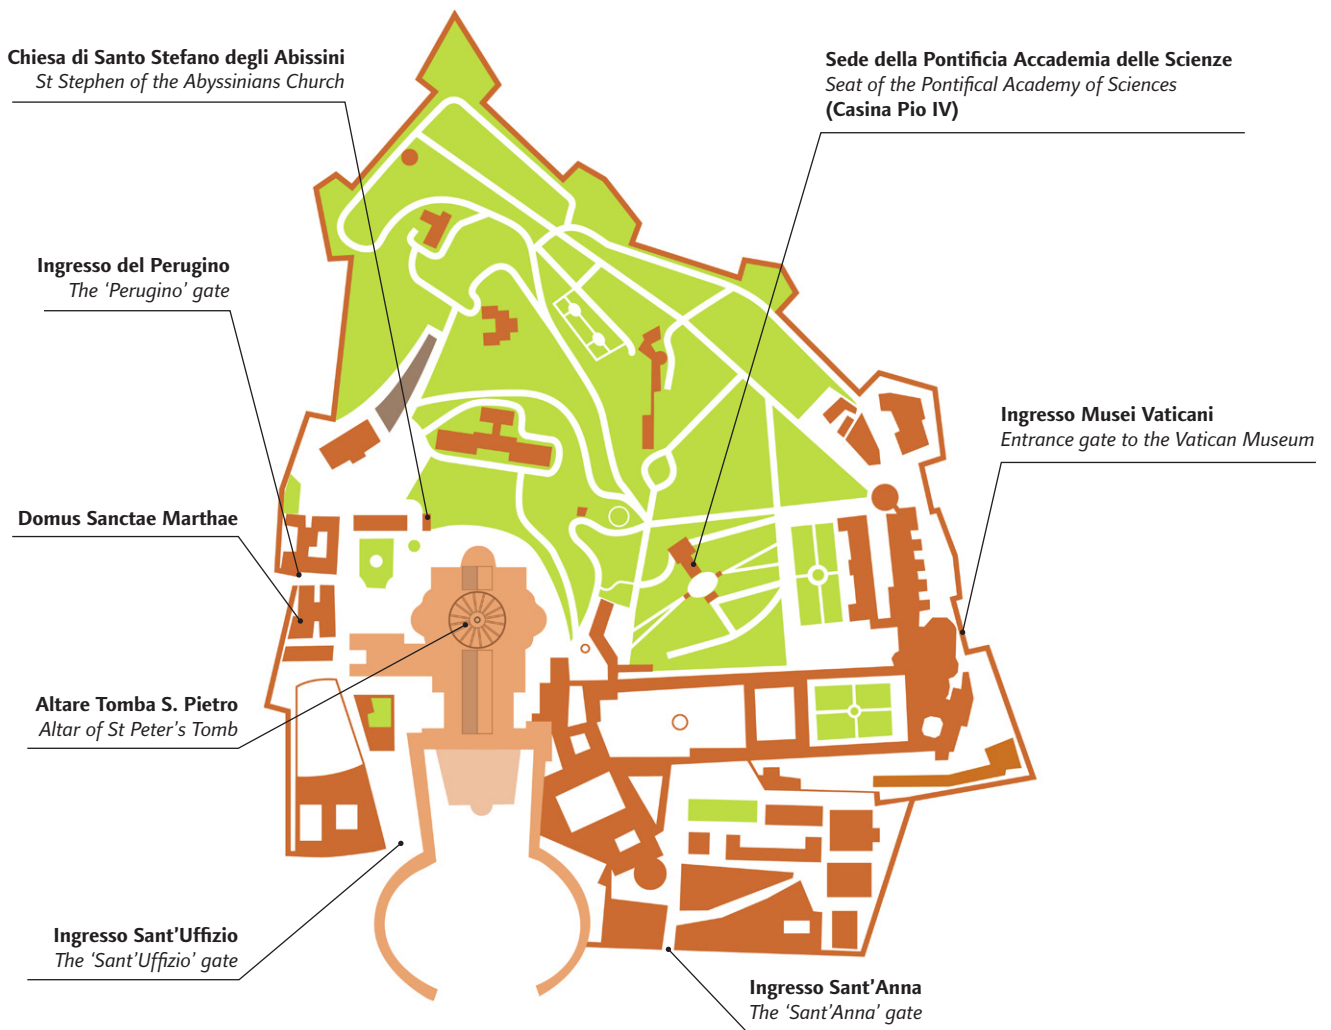 Chiesa di Santo Stefano degli Abissini
St Stephen of the Abyssinians Church
Sede della Pontificia Accademia delle Scienze
Seat of the Pontifical Academy of Sciences
(Casina Pio IV)
Ingresso del Perugino
The ‘Perugino’ gate
Ingresso Musei Vaticani
Entrance gate to the Vatican Museum
Domus Sanctae Marthae
Altare Tomba S. Pietro
Altar of St Peter’s Tomb
Ingresso Sant’Uffizio
The ‘Sant’Uffizio’ gate
Ingresso Sant’Anna
The ‘Sant’Anna’ gate